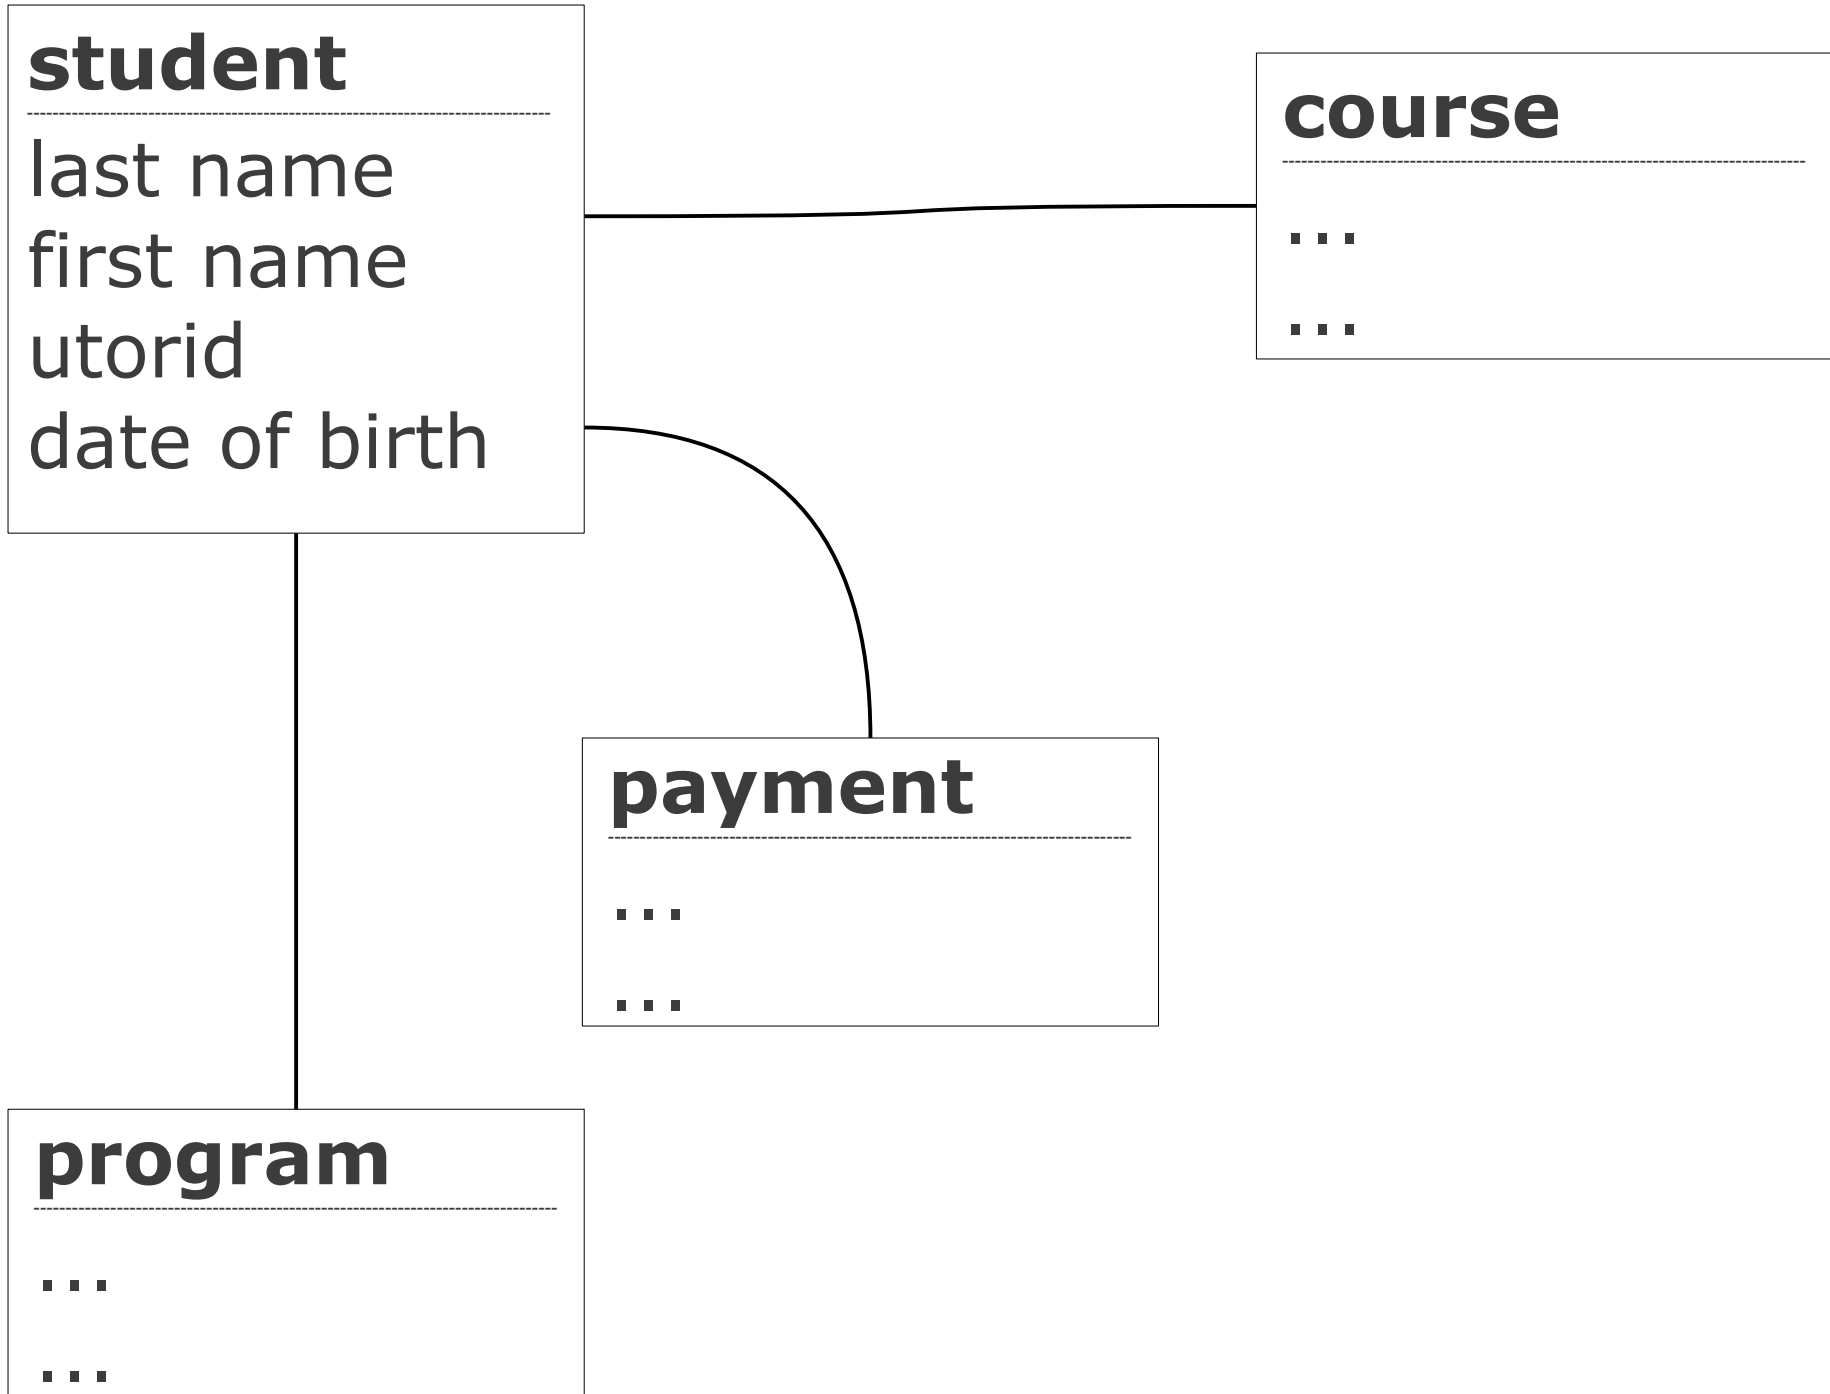 student
last name
first name
utorid
date of birth
course
...
...
payment
...
...
program
...
...